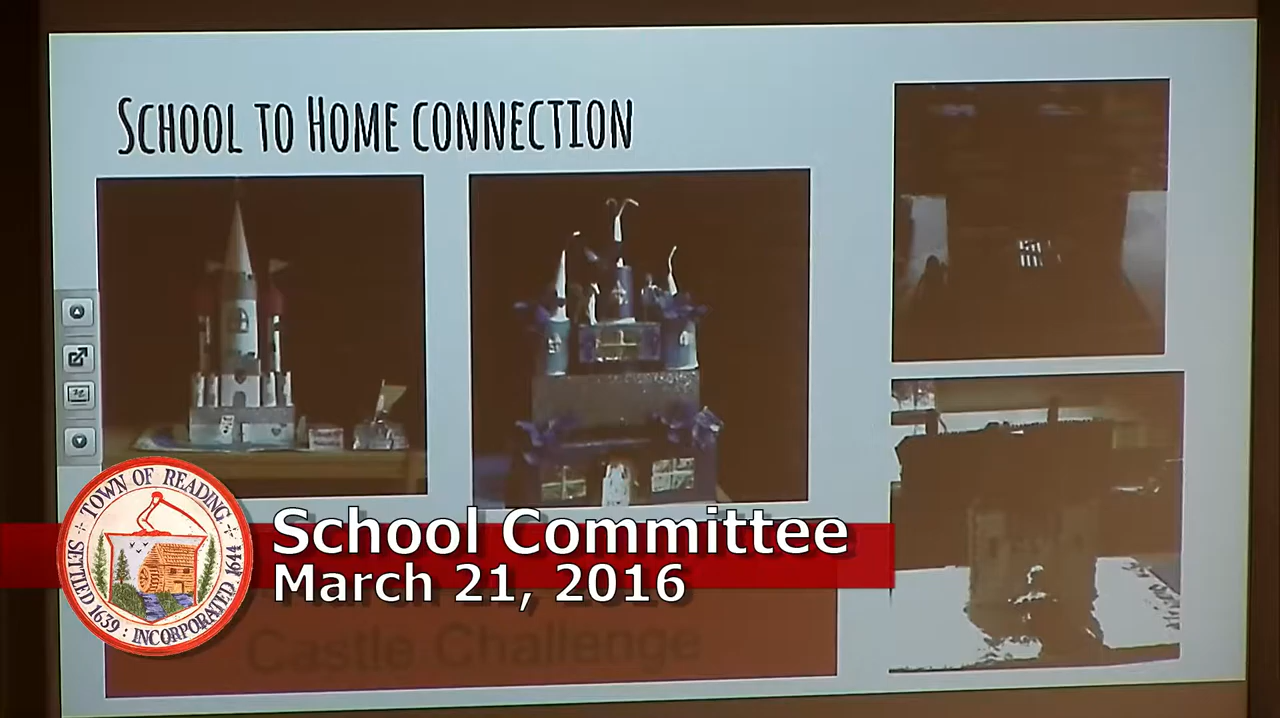 School to Home connection
TOWN OF READING
SETTLED 1639 : INCORPORATED 1644
School Committee
March 21, 2016
Castle Challenge